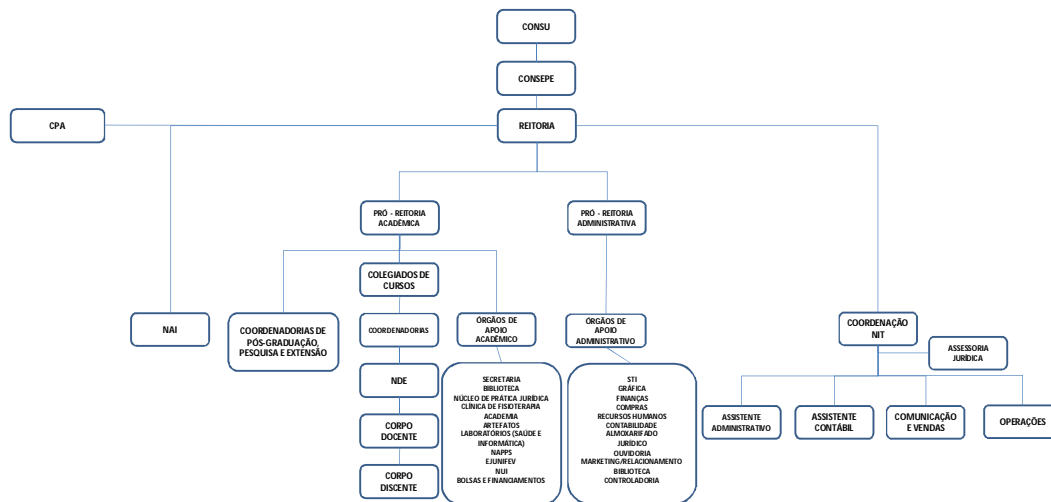 CONSU
CONSEPE
CPA
REITORIA
PRÓ - REITORIA
ACADÊMICA
PRÓ - REITORIA
ADMINISTRATIVA
COLEGIADOS DE
CURSOS
NAI
COORDENADORIAS DE
PÓS-GRADUAÇÃO,
PESQUISA E EXTENSÃO
COORDENADORIAS
ÓRGÃOS DE
APOIO
ACADÊMICO
ÓRGÃOS DE
APOIO
ADMINISTRATIVO
COORDENAÇÃO
NIT
ASSESSORIA
JURÍDICA
NDE
CORPO
DOCENTE
CORPO
DISCENTE
SECRETARIA
BIBLIOTECA
NÚCLEO DE PRÁTICA JURÍDICA
CLÍNICA DE FISIOTERAPIA
ACADEMIA
ARTEFATOS
LABORATÓRIOS (SAÚDE E
INFORMÁTICA)
NAPPS
EJUNIFEV
NUI
BOLSAS E FINANCIAMENTOS
STI
GRÁFICA
FINANÇAS
COMPRAS
RECURSOS HUMANOS
CONTABILIDADE
ALMOXARIFADO
JURÍDICO
OUVIDORIA
MARKETING/RELACIONAMENTO
BIBLIOTECA
CONTROLADORIA
ASSISTENTE
ADMINISTRATIVO
ASSISTENTE
CONTÁBIL
COMUNICAÇÃO
E VENDAS
OPERAÇÕES